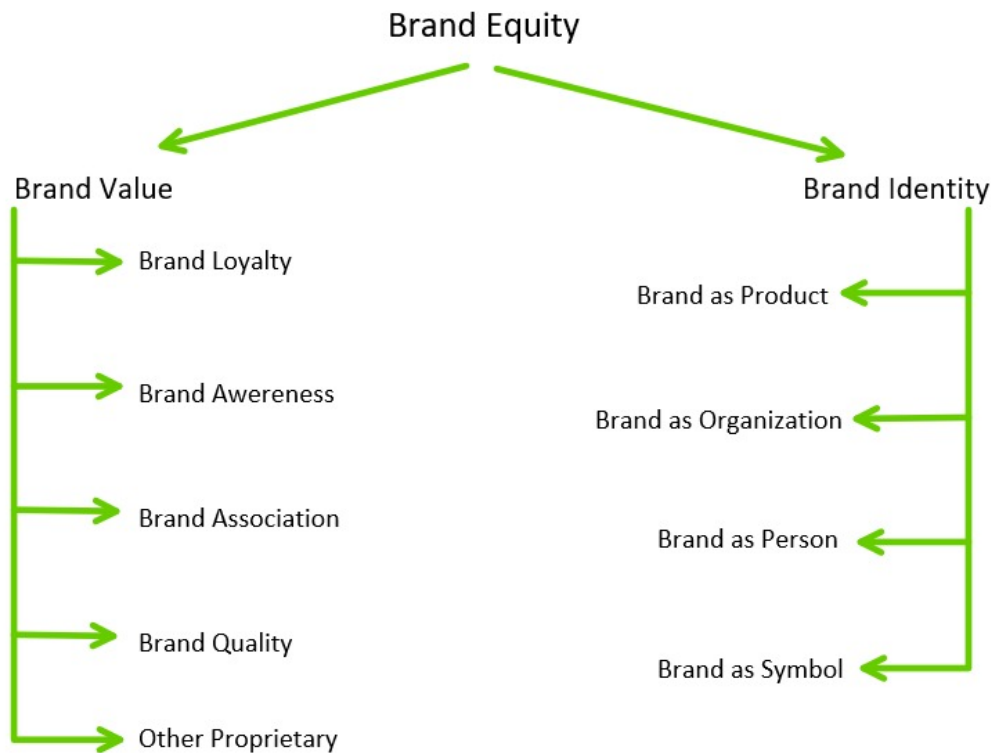 Brand Equity
Brand Value
Brand Loyalty
Brand Awereness
Brand Association
Brand Quality
Other Proprietary
Brand Identity
Brand as Product
Brand as Organization
Brand as Person
Brand as Symbol